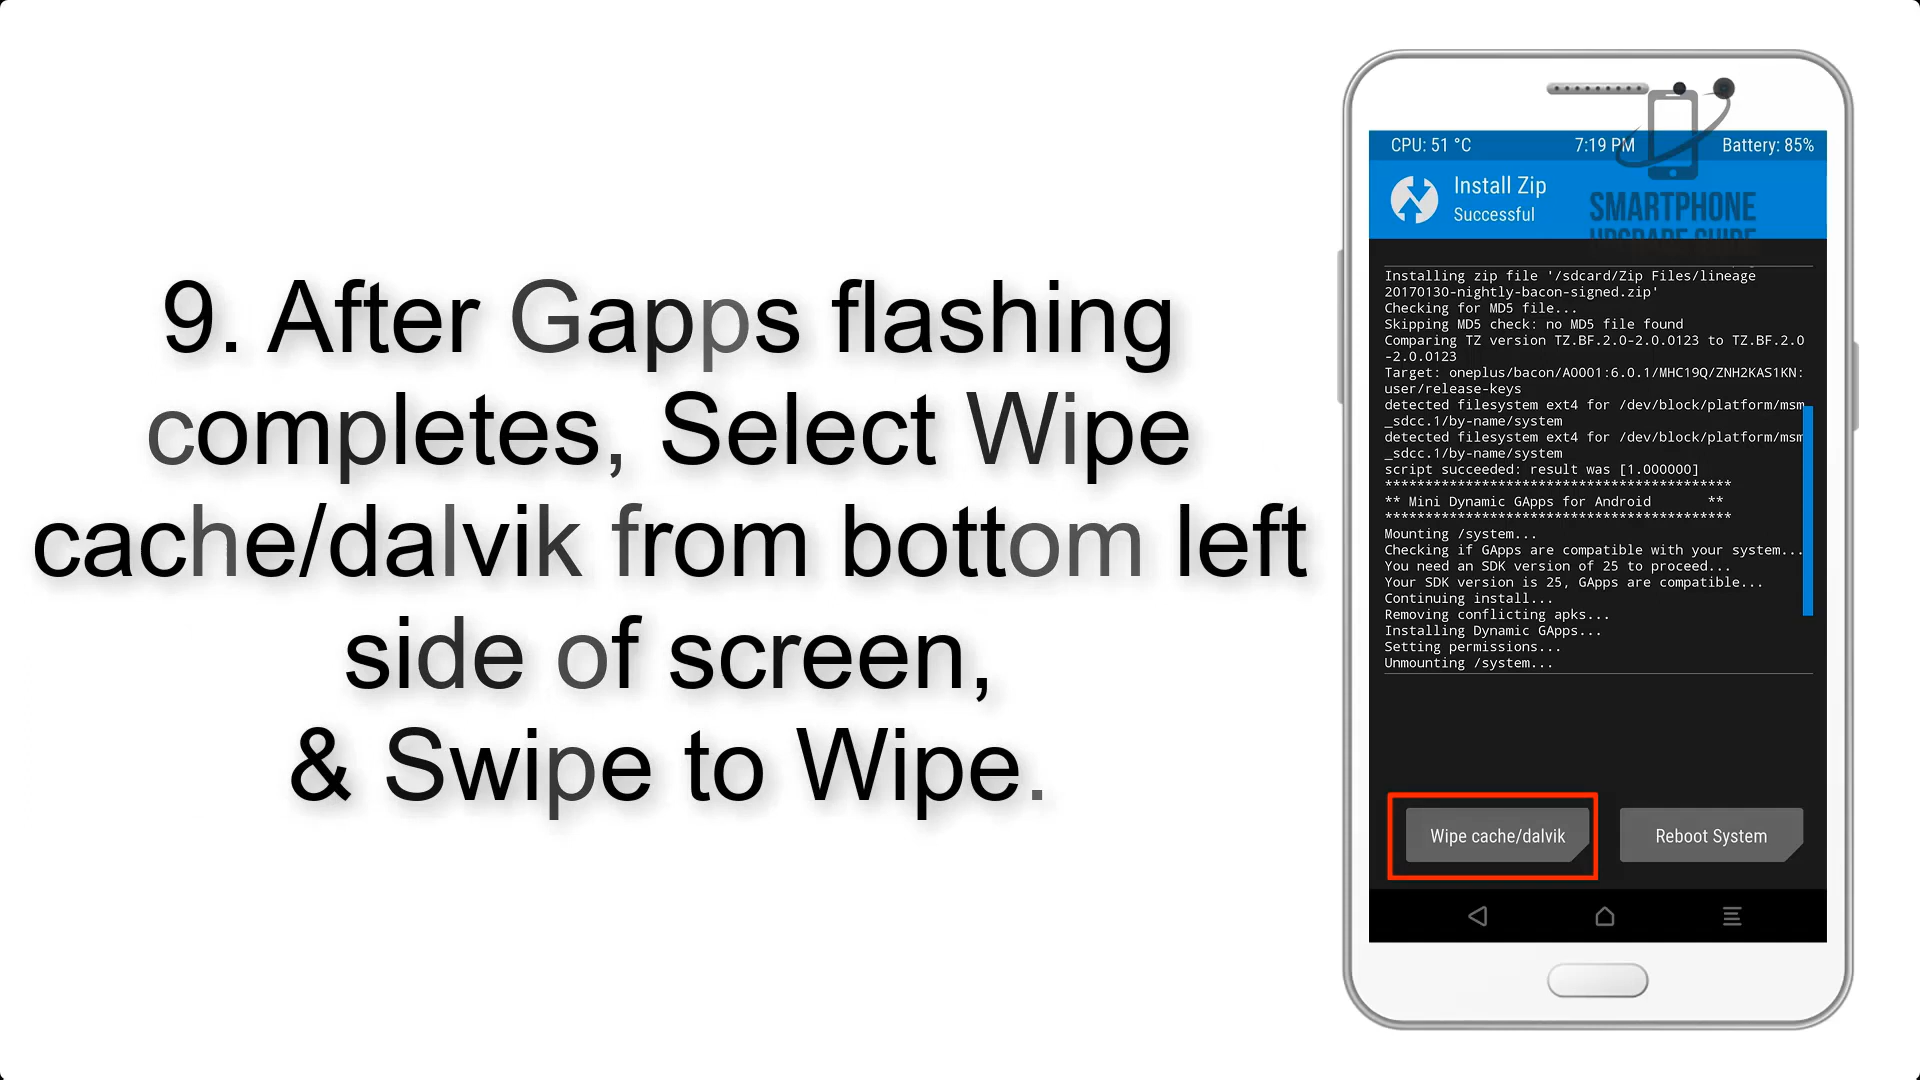 9. After Gapps flashing
completes, Select Wipe
cache/dalvik from bottom left
side of screen,
& Swipe to Wipe.
CPU: 51 °C 7:19 PM Battery: 85%
Install Zip
Successful
SMARTPHONE
UPGRADE GUIDE
Installing zip file '/sdcard/Zip Files/lineage
20170130-nightly-bacon-signed.zip'
Checking for MD5 file...
Skipping MD5 check: no MD5 file found
Comparing TZ version TZ.BF.2.0-2.0.0123 to TZ.BF.2.0
-2.0.0123
Target: oneplus/bacon/A0001:6.0.1/MHC19Q/ZNH2KAS1KN:
user/release-keys
detected filesystem ext4 for /dev/block/platform/msm
_sdcc.1/by-name/system
detected filesystem ext4 for /dev/block/platform/msm
_sdcc.1/by-name/system
script succeeded: result was [1.000000]
******************************************
** Mini Dynamic GApps for Android **
******************************************
Mounting /system...
Checking if GApps are compatible with your system...
You need an SDK version of 25 to proceed...
Your SDK version is 25, GApps are compatible...
Continuing install...
Removing conflicting apks...
Installing Dynamic GApps...
Setting permissions...
Unmounting /system...
Wipe cache/dalvik Reboot System